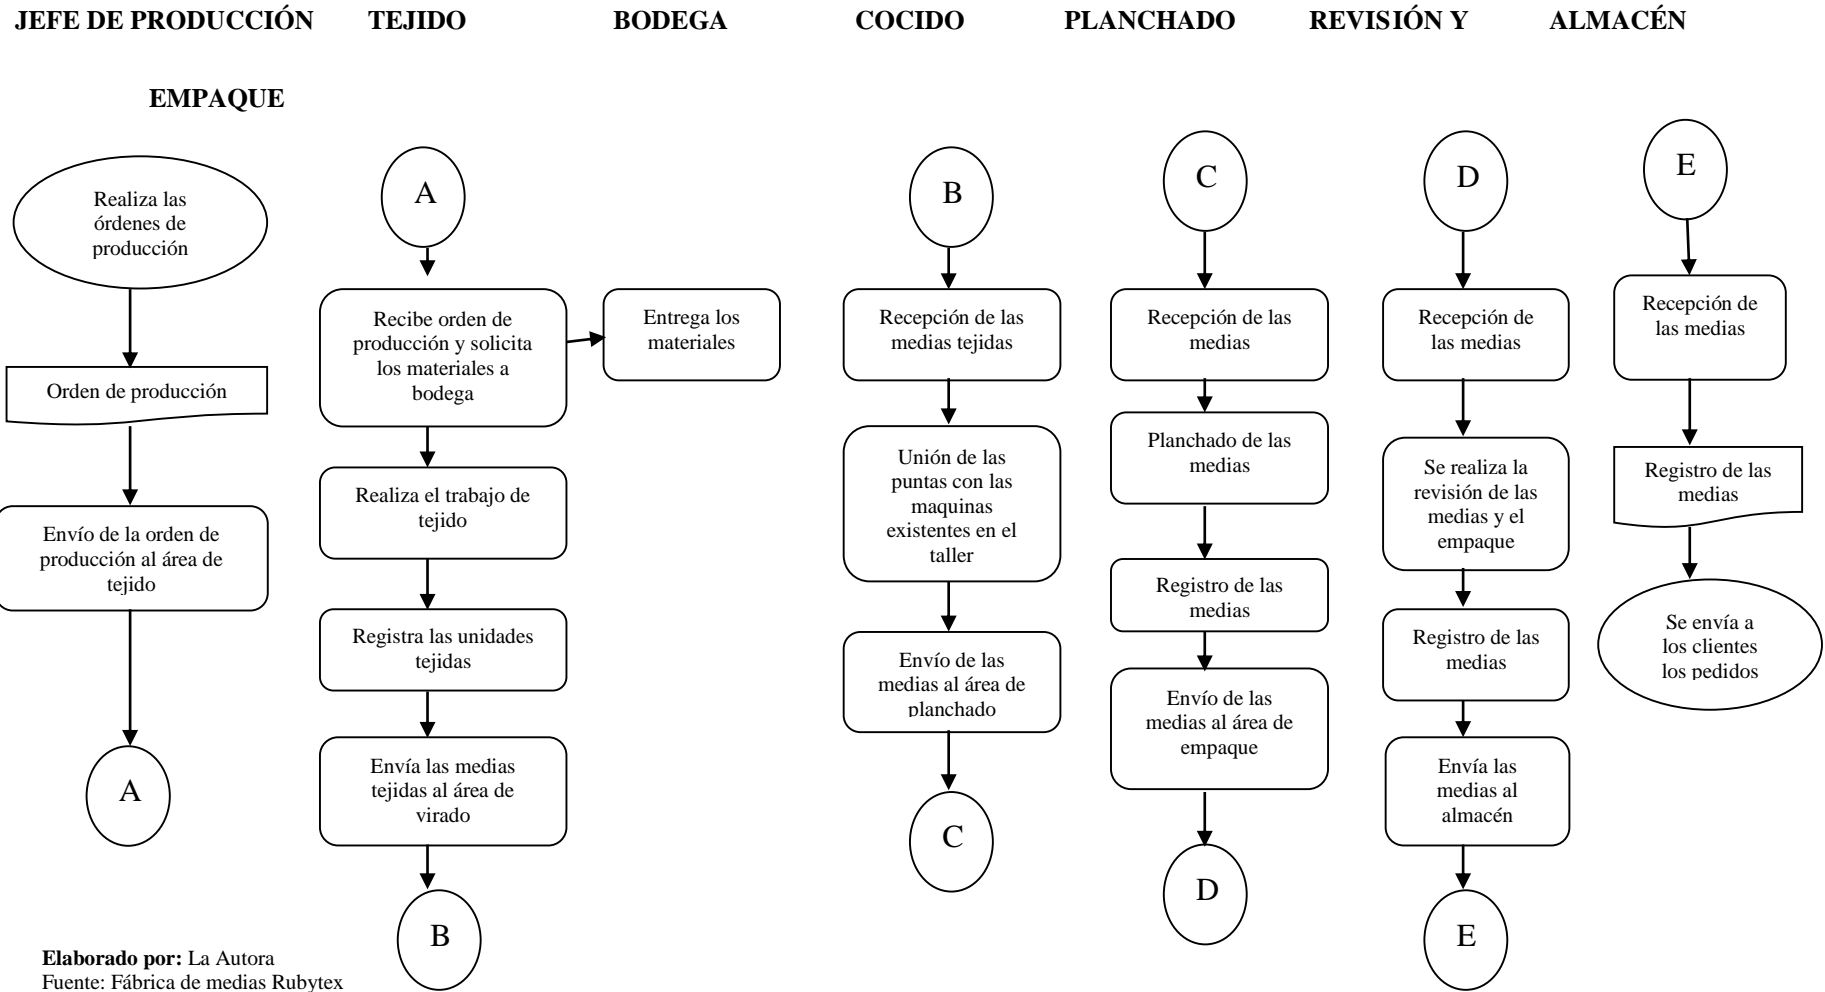 JEFE DE PRODUCCIÓN TEJIDO BODEGA COCIDO PLANCHADO REVISIÓN Y ALMACÉN
EMPAQUE
Realiza las
órdenes de
producción
Orden de producción
Envío de la orden de
producción al área de
tejido
A
A
Recibe orden de
producción y solicita
los materiales a
bodega
Realiza el trabajo de
tejido
Registra las unidades
tejidas
Envía las medias
tejidas al área de
virado
B
Entrega los
materiales
B
Recepción de las
medias tejidas
Unión de las
puntas con las
maquinas
existentes en el
taller
Envío de las
medias al área de
planchado
C
C
Recepción de las
medias
Planchado de las
medias
Registro de las
medias
Envío de las
medias al área de
empaque
D
D
Recepción de
las medias
Se realiza la
revisión de las
medias y el
empaque
Registro de las
medias
Envía las
medias al
almacén
E
E
Recepción de
las medias
Registro de las
medias
Se envía a
los clientes
los pedidos
Elaborado por: La Autora
Fuente: Fábrica de medias Rubytex